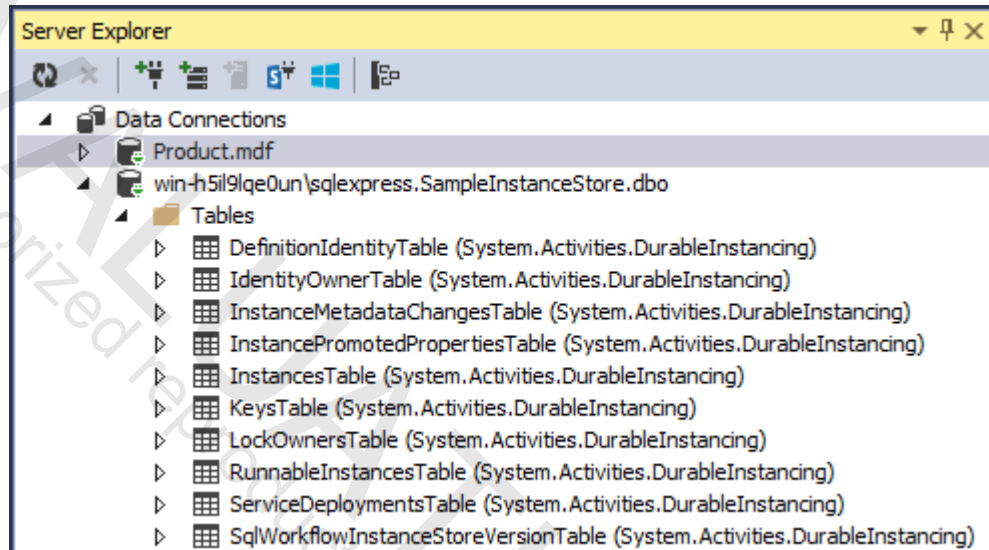 Server Explorer
Data Connections
Product.mdf
win-h5il9lqe0un\sqlexpress.SampleInstanceStore.dbo
Tables
DefinitionIdentityTable (System.Activities.DurableInstancing)
IdentityOwnerTable (System.Activities.DurableInstancing)
InstanceMetadataChangesTable (System.Activities.DurableInstancing)
InstancePromotedPropertiesTable (System.Activities.DurableInstancing)
InstancesTable (System.Activities.DurableInstancing)
KeysTable (System.Activities.DurableInstancing)
LockOwnersTable (System.Activities.DurableInstancing)
RunnableInstancesTable (System.Activities.DurableInstancing)
ServiceDeploymentsTable (System.Activities.DurableInstancing)
SqlWorkflowInstanceStoreVersionTable (System.Activities.DurableInstancing)